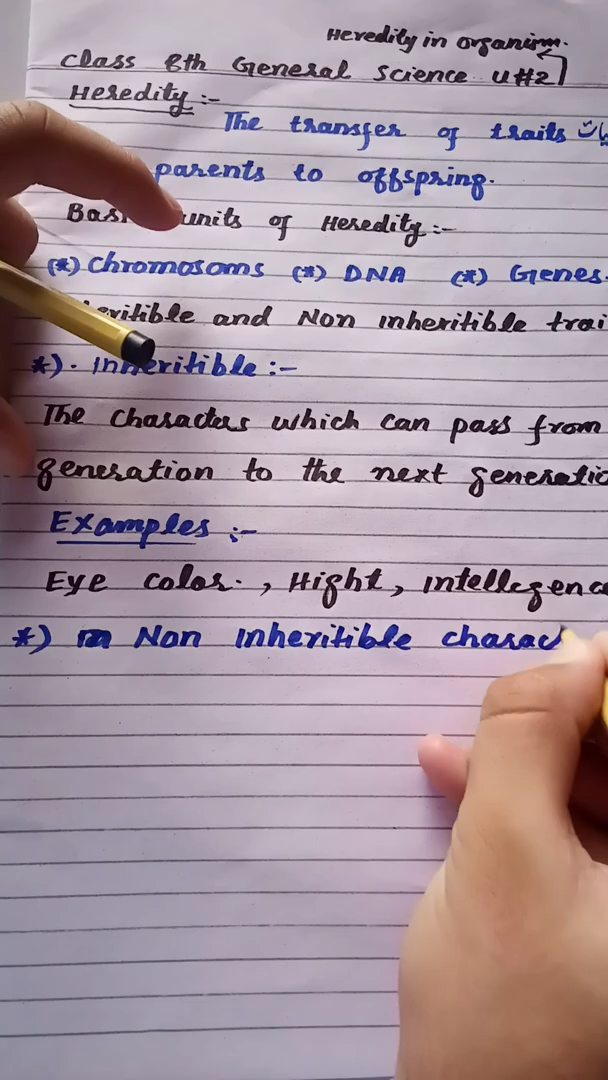 Heredity in organism.
Class 8th General Science U#2
Heredity :-
The transfer of traits
parents to offspring.
units of Heredity :-
(*) Chromosoms (*) DNA (*) Genes.
and Non inheritible
*). Inheritible :-
The characters which can pass from
generation to the next
Examples :-
Eye color. , Hight,
*) Non inheritible